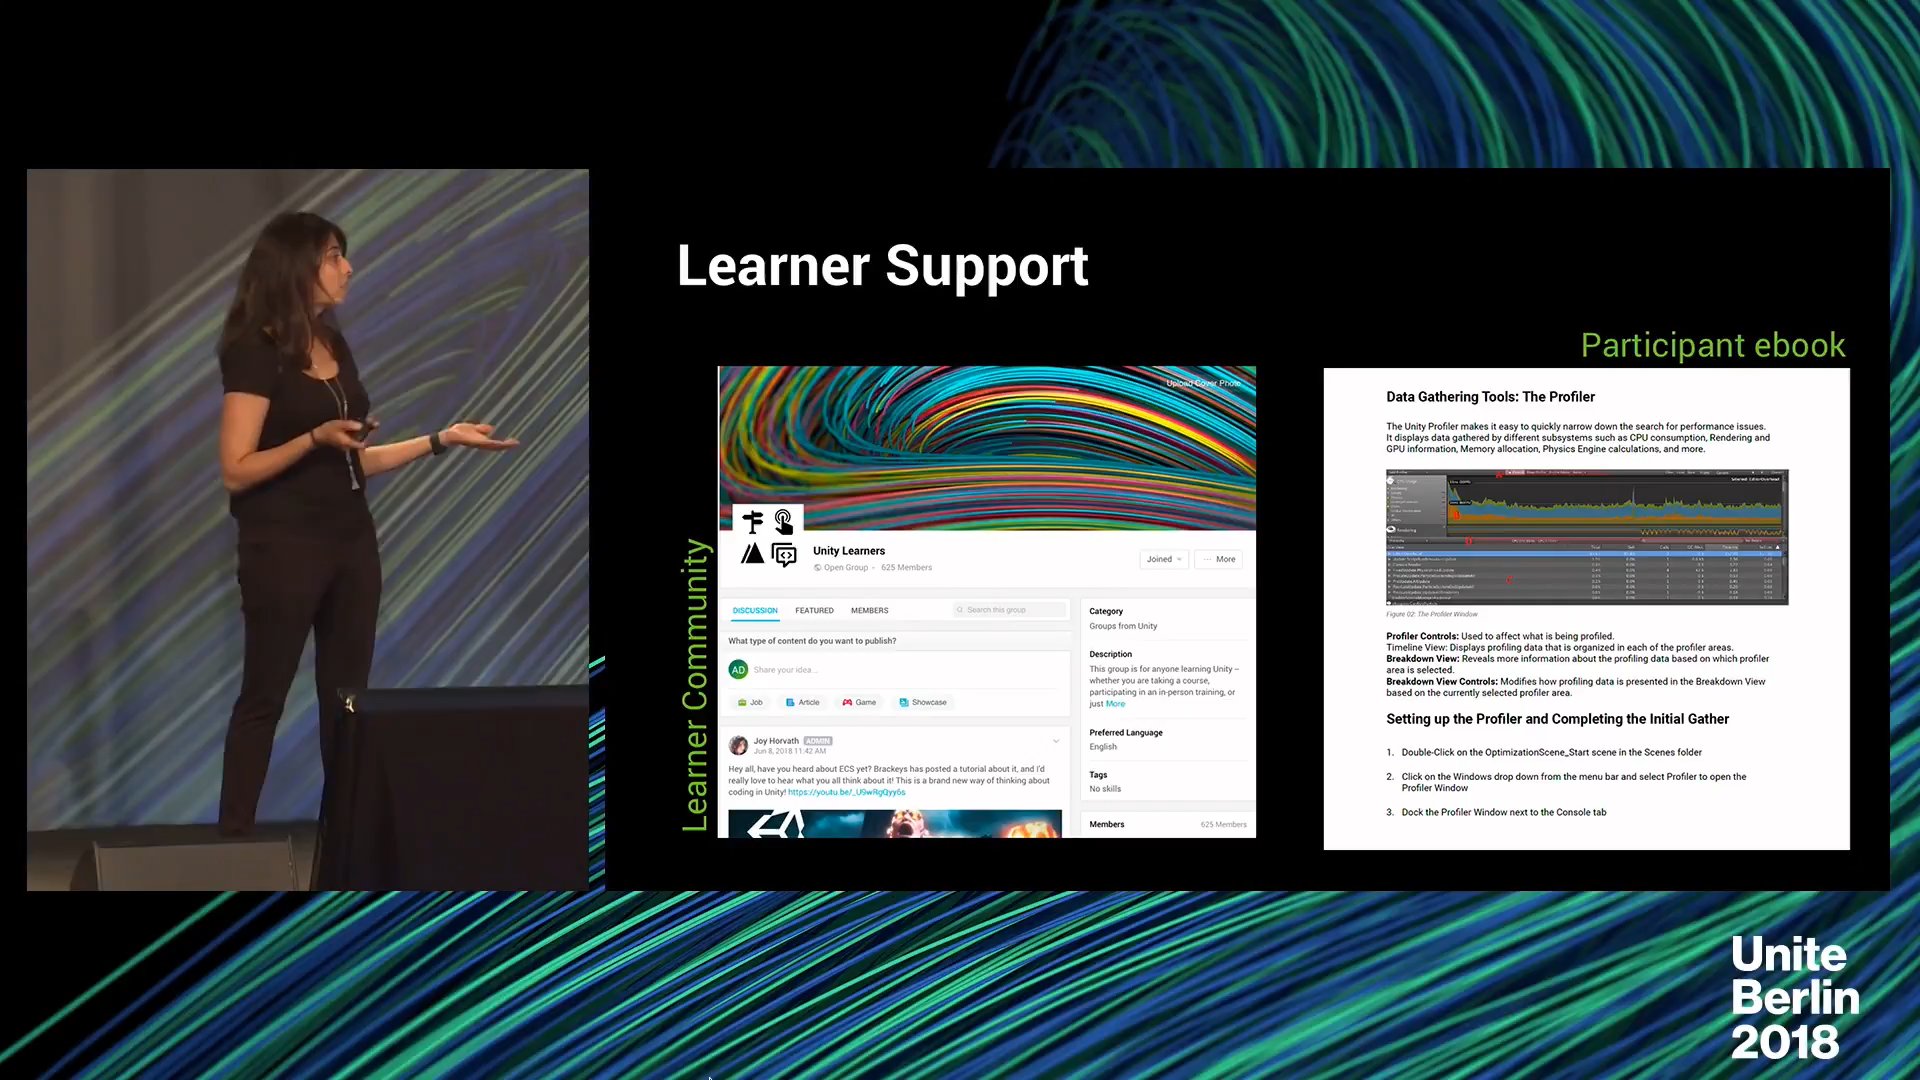 Learner Support
Learner Community
Upload Cover Photo
Unity Learners
Open Group - 625 Members
Joined
More
DISCUSSION
FEATURED
MEMBERS
Search this group
What type of content do you want to publish?
AD
Share your idea...
Job
Article
Game
Showcase
Joy Horvath ADMIN
Jun 8, 2018 11:42 AM
Hey all, have you heard about ECS yet? Brackeys has posted a tutorial about it, and I'd
really love to hear what you all think about it! This is a brand new way of thinking about
coding in Unity! https://youtu.be/_U9wRgQyy6s
Category
Groups from Unity
Description
This group is for anyone learning Unity –
whether you are taking a course,
participating in an in-person training, or
just More
Preferred Language
English
Tags
No skills
Members
625 Members
Participant ebook
Data Gathering Tools: The Profiler
The Unity Profiler makes it easy to quickly narrow down the search for performance issues.
It displays data gathered by different subsystems such as CPU consumption, Rendering and
GPU information, Memory allocation, Physics Engine calculations, and more.
Figure 02: The Profiler Window
Profiler Controls: Used to affect what is being profiled.
Timeline View: Displays profiling data that is organized in each of the profiler areas.
Breakdown View: Reveals more information about the profiling data based on which profiler
area is selected.
Breakdown View Controls: Modifies how profiling data is presented in the Breakdown View
based on the currently selected profiler area.
Setting up the Profiler and Completing the Initial Gather
1. Double-Click on the OptimizationScene_Start scene in the Scenes folder
2. Click on the Windows drop down from the menu bar and select Profiler to open the
Profiler Window
3. Dock the Profiler Window next to the Console tab
Unite
Berlin
2018